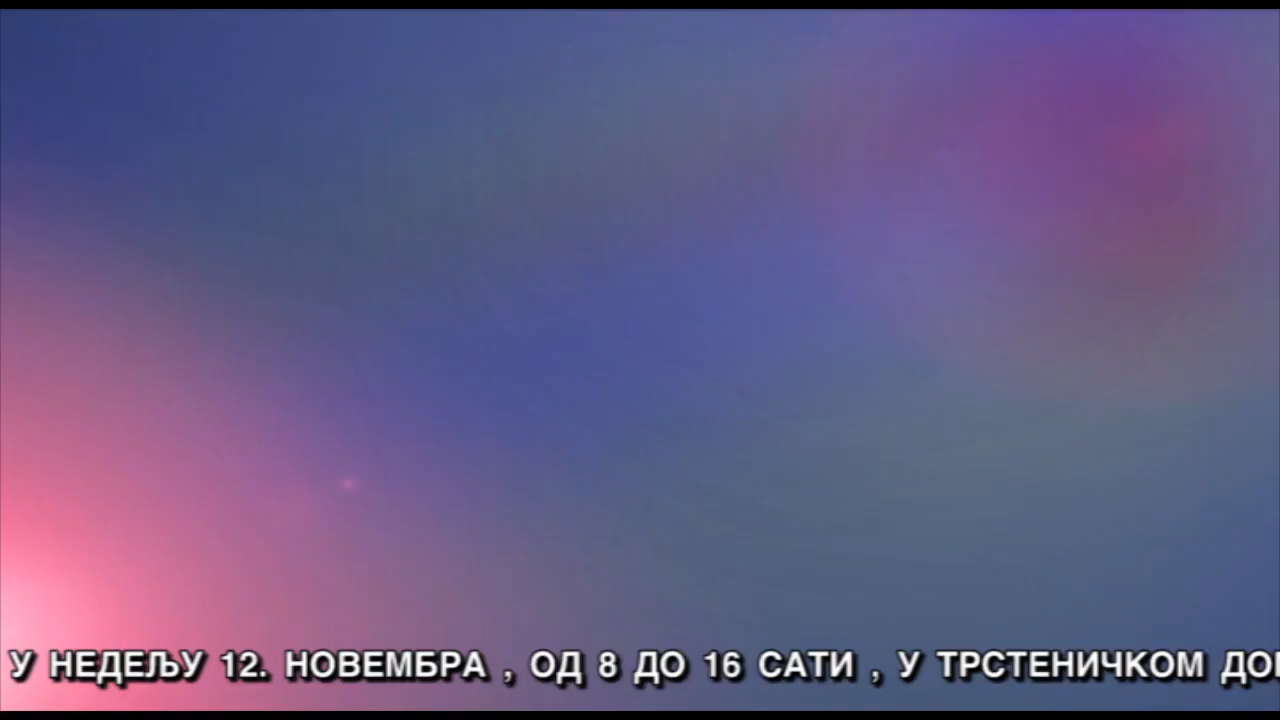 У НЕДЕЉУ 12. НОВЕМБРА , ОД 8 ДО 16 САТИ , У ТРСТЕНИЧКОМ